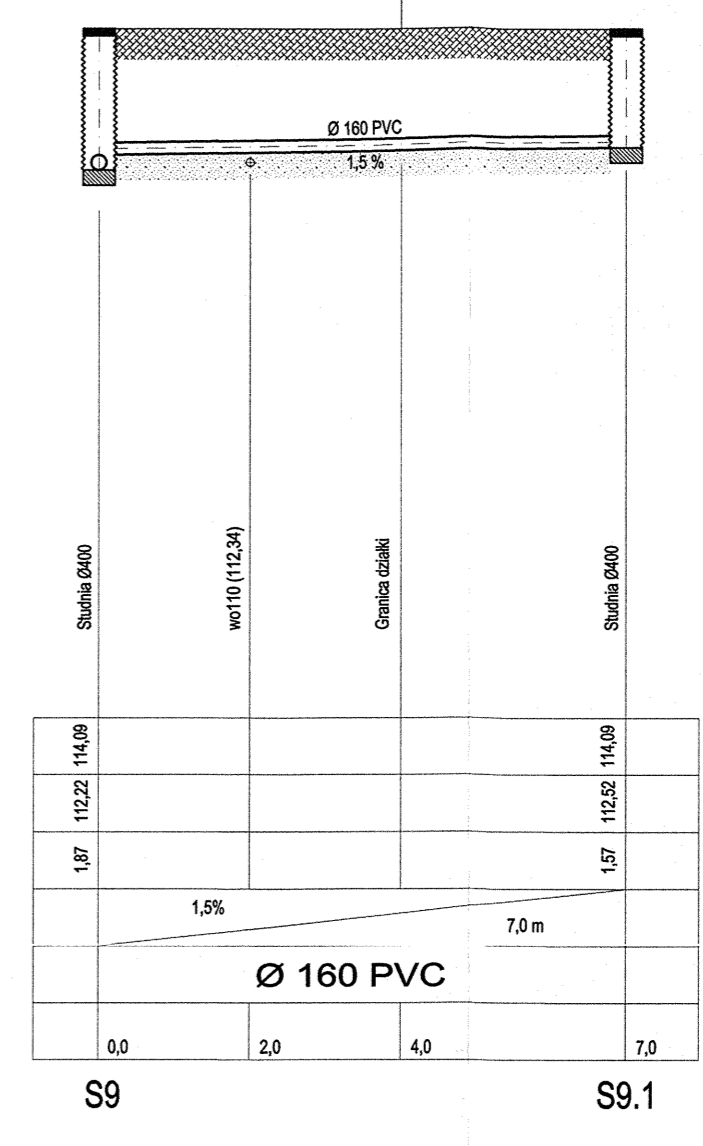 Ø 160 PVC
1,5 %
Studnia Ø400
wo110 (112,34)
Granica działki
Studnia Ø400
114,09
114,09
112,22
112,52
1,87
1,57
1,5%
7,0 m
Ø 160 PVC
0,0
2,0
4,0
7,0
S9
S9.1